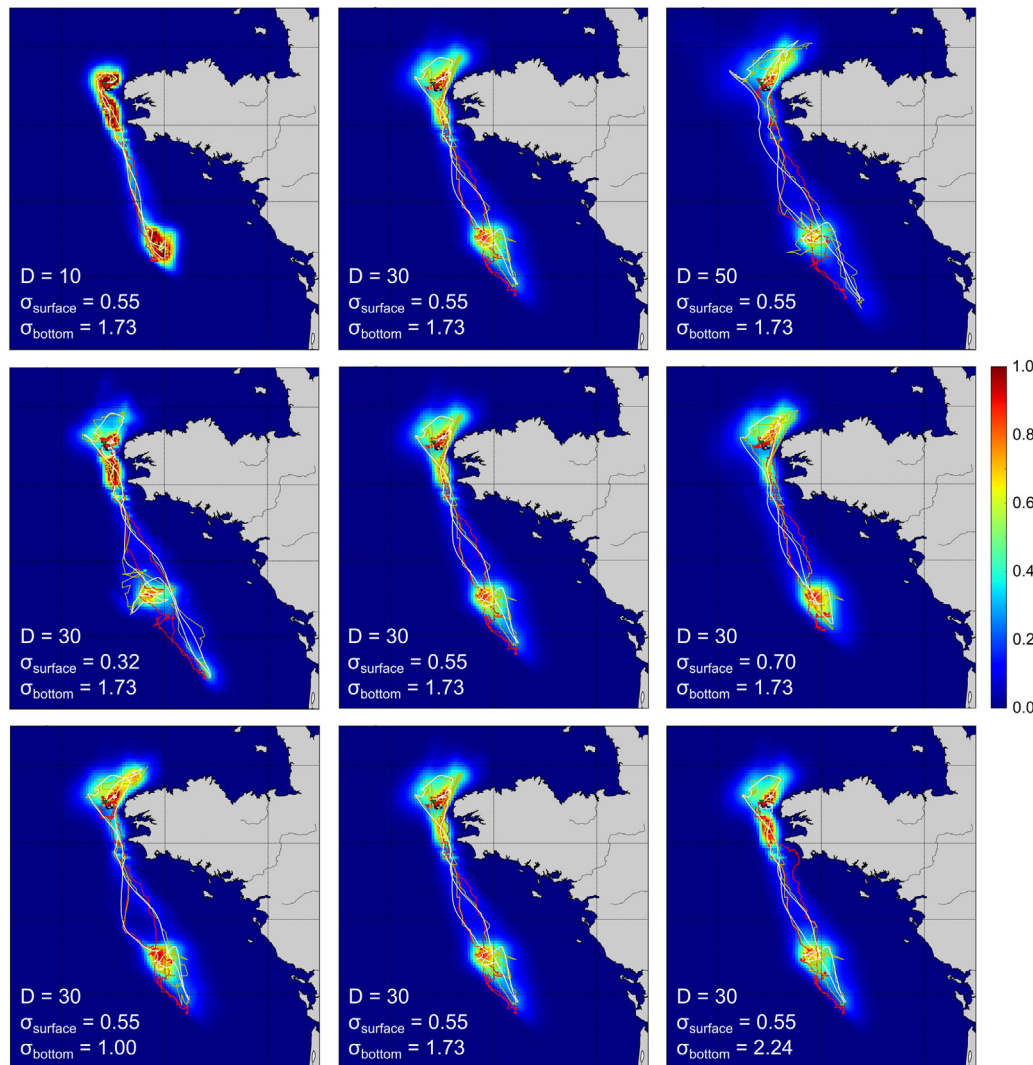 D = 10
σsurface = 0.55
σbottom = 1.73
D = 30
σsurface = 0.55
σbottom = 1.73
D = 50
σsurface = 0.55
σbottom = 1.73
D = 30
σsurface = 0.32
σbottom = 1.73
D = 30
σsurface = 0.55
σbottom = 1.73
D = 30
σsurface = 0.70
σbottom = 1.73
1.0
0.8
0.6
0.4
0.2
0.0
D = 30
σsurface = 0.55
σbottom = 1.00
D = 30
σsurface = 0.55
σbottom = 1.73
D = 30
σsurface = 0.55
σbottom = 2.24